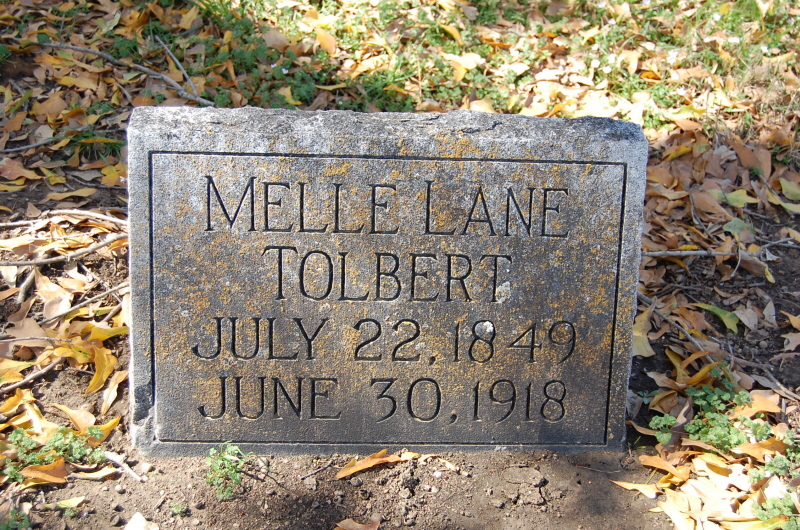 MELLE LANE
TOLBERT
JULY 22, 1849
JUNE 30, 1918